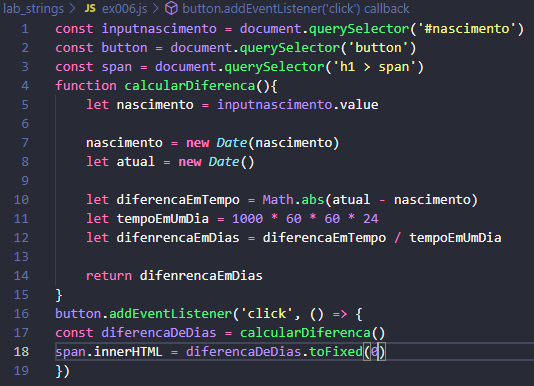 lab_strings > JS ex006.js > button.addEventListener('click') callback
1 const inputnascimento = document.querySelector('#nascimento')
2 const button = document.querySelector('button')
3 const span = document.querySelector('h1 > span')
4 function calcularDiferenca(){
5 let nascimento = inputnascimento.value
6
7 nascimento = new Date(nascimento)
8 let atual = new Date()
9
10 let diferencaEmTempo = Math.abs(atual - nascimento)
11 let tempoEmUmDia = 1000 * 60 * 60 * 24
12 let difenrencaEmDias = diferencaEmTempo / tempoEmUmDia
13
14 return difenrencaEmDias
15 }
16 button.addEventListener('click', () => {
17 const diferencaDeDias = calcularDiferenca()
18 span.innerHTML = diferencaDeDias.toFixed(0)
19 })